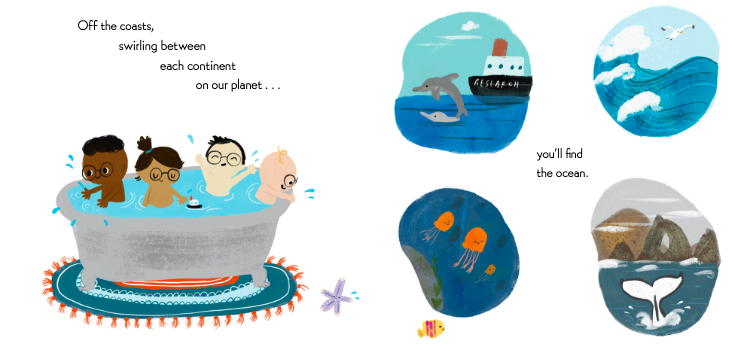 Off the coasts,
swirling between
each continent
on our planet . . .
RESEARCH
you'll find
the ocean.